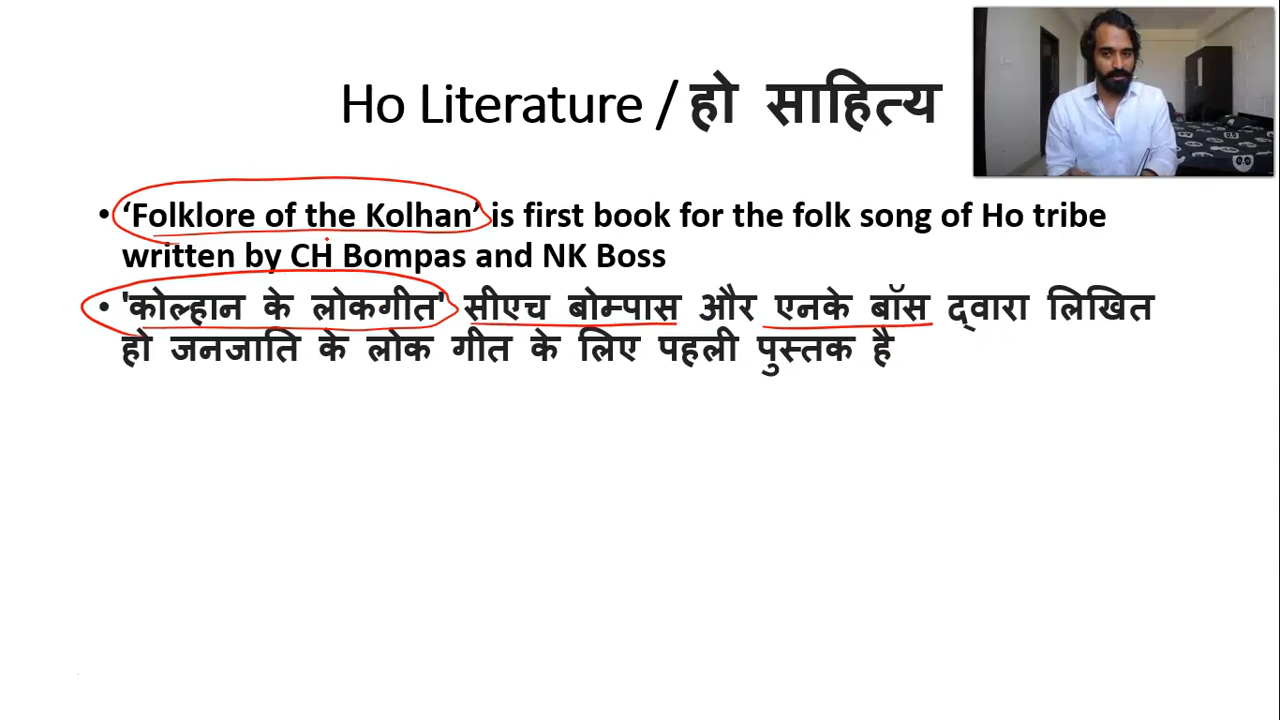 Ho Literature / हो साहित्य
• ‘Folklore of the Kolhan’ is first book for the folk song of Ho tribe
written by CH Bompas and NK Boss
• 'कोल्हान के लोकगीत' सीएच बोम्पास और एनके बॉस द्वारा लिखित
हो जनजाति के लोक गीत के लिए पहली पुस्तक है